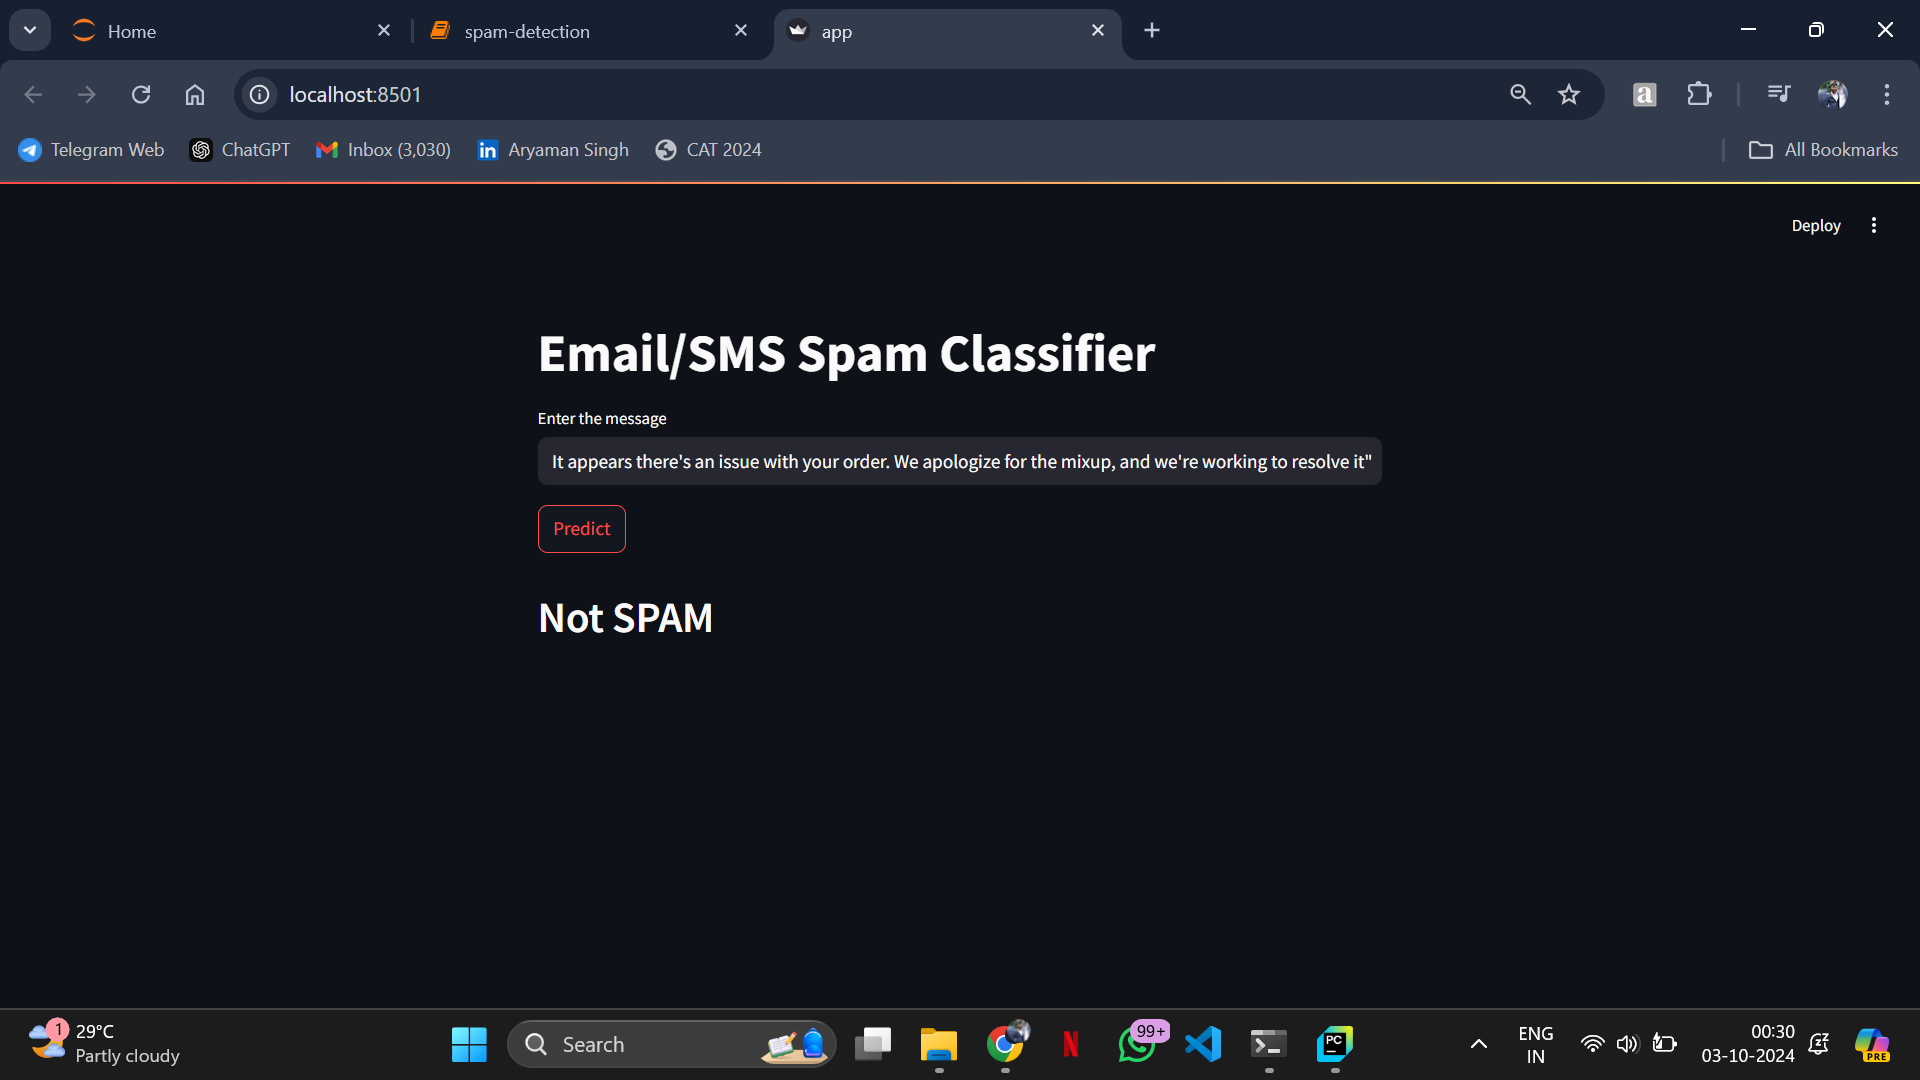 Home
spam-detection
app
localhost:8501
a
Telegram Web
ChatGPT
M Inbox (3,030)
in Aryaman Singh
CAT 2024
All Bookmarks
Deploy
Email/SMS Spam Classifier
Enter the message
It appears there's an issue with your order. We apologize for the mixup, and we're working to resolve it"
Predict
Not SPAM
1
29°C
Partly cloudy
Search
N
99+
PC
ENG
IN
00:30
03-10-2024
PRE